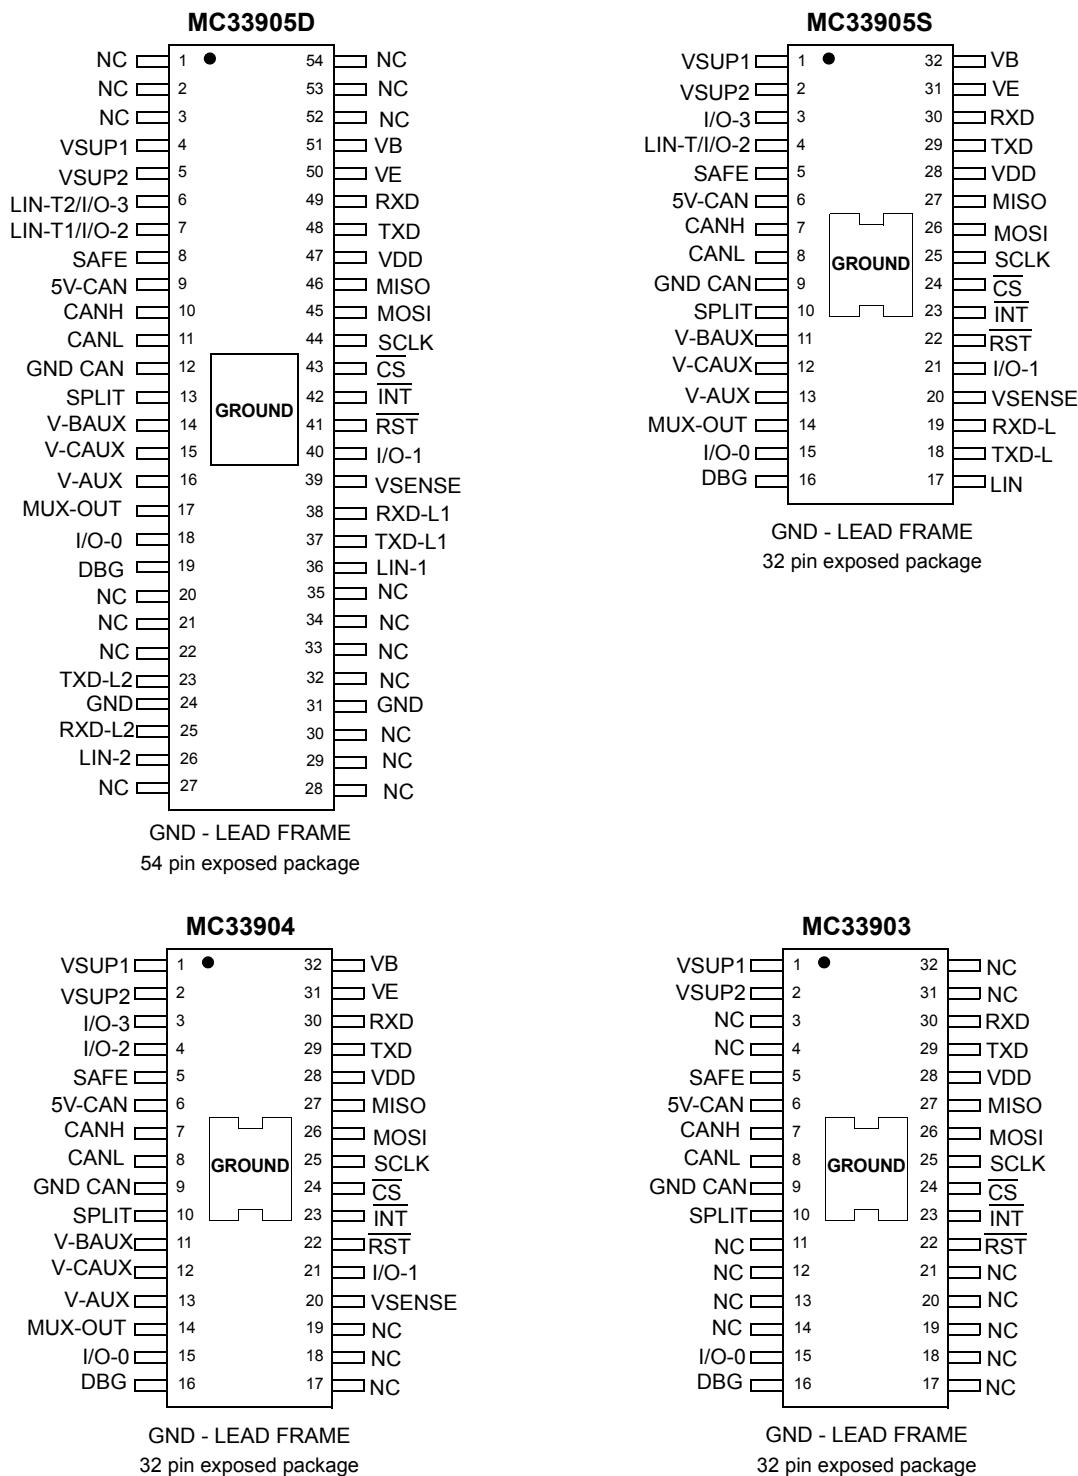 MC33905D
NC 1 54 NC
NC 2 53 NC
NC 3 52 NC
VSUP1 4 51 VB
VSUP2 5 50 VE
LIN-T2/I/O-3 6 49 RXD
LIN-T1/I/O-2 7 48 TXD
SAFE 8 47 VDD
5V-CAN 9 46 MISO
CANH 10 45 MOSI
CANL 11 44 SCLK
GND CAN 12 43 CS
SPLIT 13 42 INT
GROUND
V-BAUX 14 41 RST
V-CAUX 15 40 I/O-1
V-AUX 16 39 VSENSE
MUX-OUT 17 38 RXD-L1
I/O-0 18 37 TXD-L1
DBG 19 36 LIN-1
NC 20 35 NC
NC 21 34 NC
NC 22 33 NC
TXD-L2 23 32 NC
GND 24 31 GND
RXD-L2 25 30 NC
LIN-2 26 29 NC
NC 27 28 NC
GND - LEAD FRAME
54 pin exposed package
MC33905S
VSUP1 1 32 VB
VSUP2 2 31 VE
I/O-3 3 30 RXD
LIN-T/I/O-2 4 29 TXD
SAFE 5 28 VDD
5V-CAN 6 27 MISO
CANH 7 26 MOSI
CANL 8 25 SCLK
GROUND
GND CAN 9 24 CS
SPLIT 10 23 INT
V-BAUX 11 22 RST
V-CAUX 12 21 I/O-1
V-AUX 13 20 VSENSE
MUX-OUT 14 19 RXD-L
I/O-0 15 18 TXD-L
DBG 16 17 LIN
GND - LEAD FRAME
32 pin exposed package
MC33904
VSUP1 1 32 VB
VSUP2 2 31 VE
I/O-3 3 30 RXD
I/O-2 4 29 TXD
SAFE 5 28 VDD
5V-CAN 6 27 MISO
CANH 7 26 MOSI
CANL 8 GROUND 25 SCLK
GND CAN 9 24 CS
SPLIT 10 23 INT
V-BAUX 11 22 RST
V-CAUX 12 21 I/O-1
V-AUX 13 20 VSENSE
MUX-OUT 14 19 NC
I/O-0 15 18 NC
DBG 16 17 NC
GND - LEAD FRAME
32 pin exposed package
MC33903
VSUP1 1 32 NC
VSUP2 2 31 NC
NC 3 30 RXD
NC 4 29 TXD
SAFE 5 28 VDD
5V-CAN 6 27 MISO
CANH 7 26 MOSI
CANL 8 GROUND 25 SCLK
GND CAN 9 24 CS
SPLIT 10 23 INT
NC 11 22 RST
NC 12 21 NC
NC 13 20 NC
NC 14 19 NC
I/O-0 15 18 NC
DBG 16 17 NC
GND - LEAD FRAME
32 pin exposed package